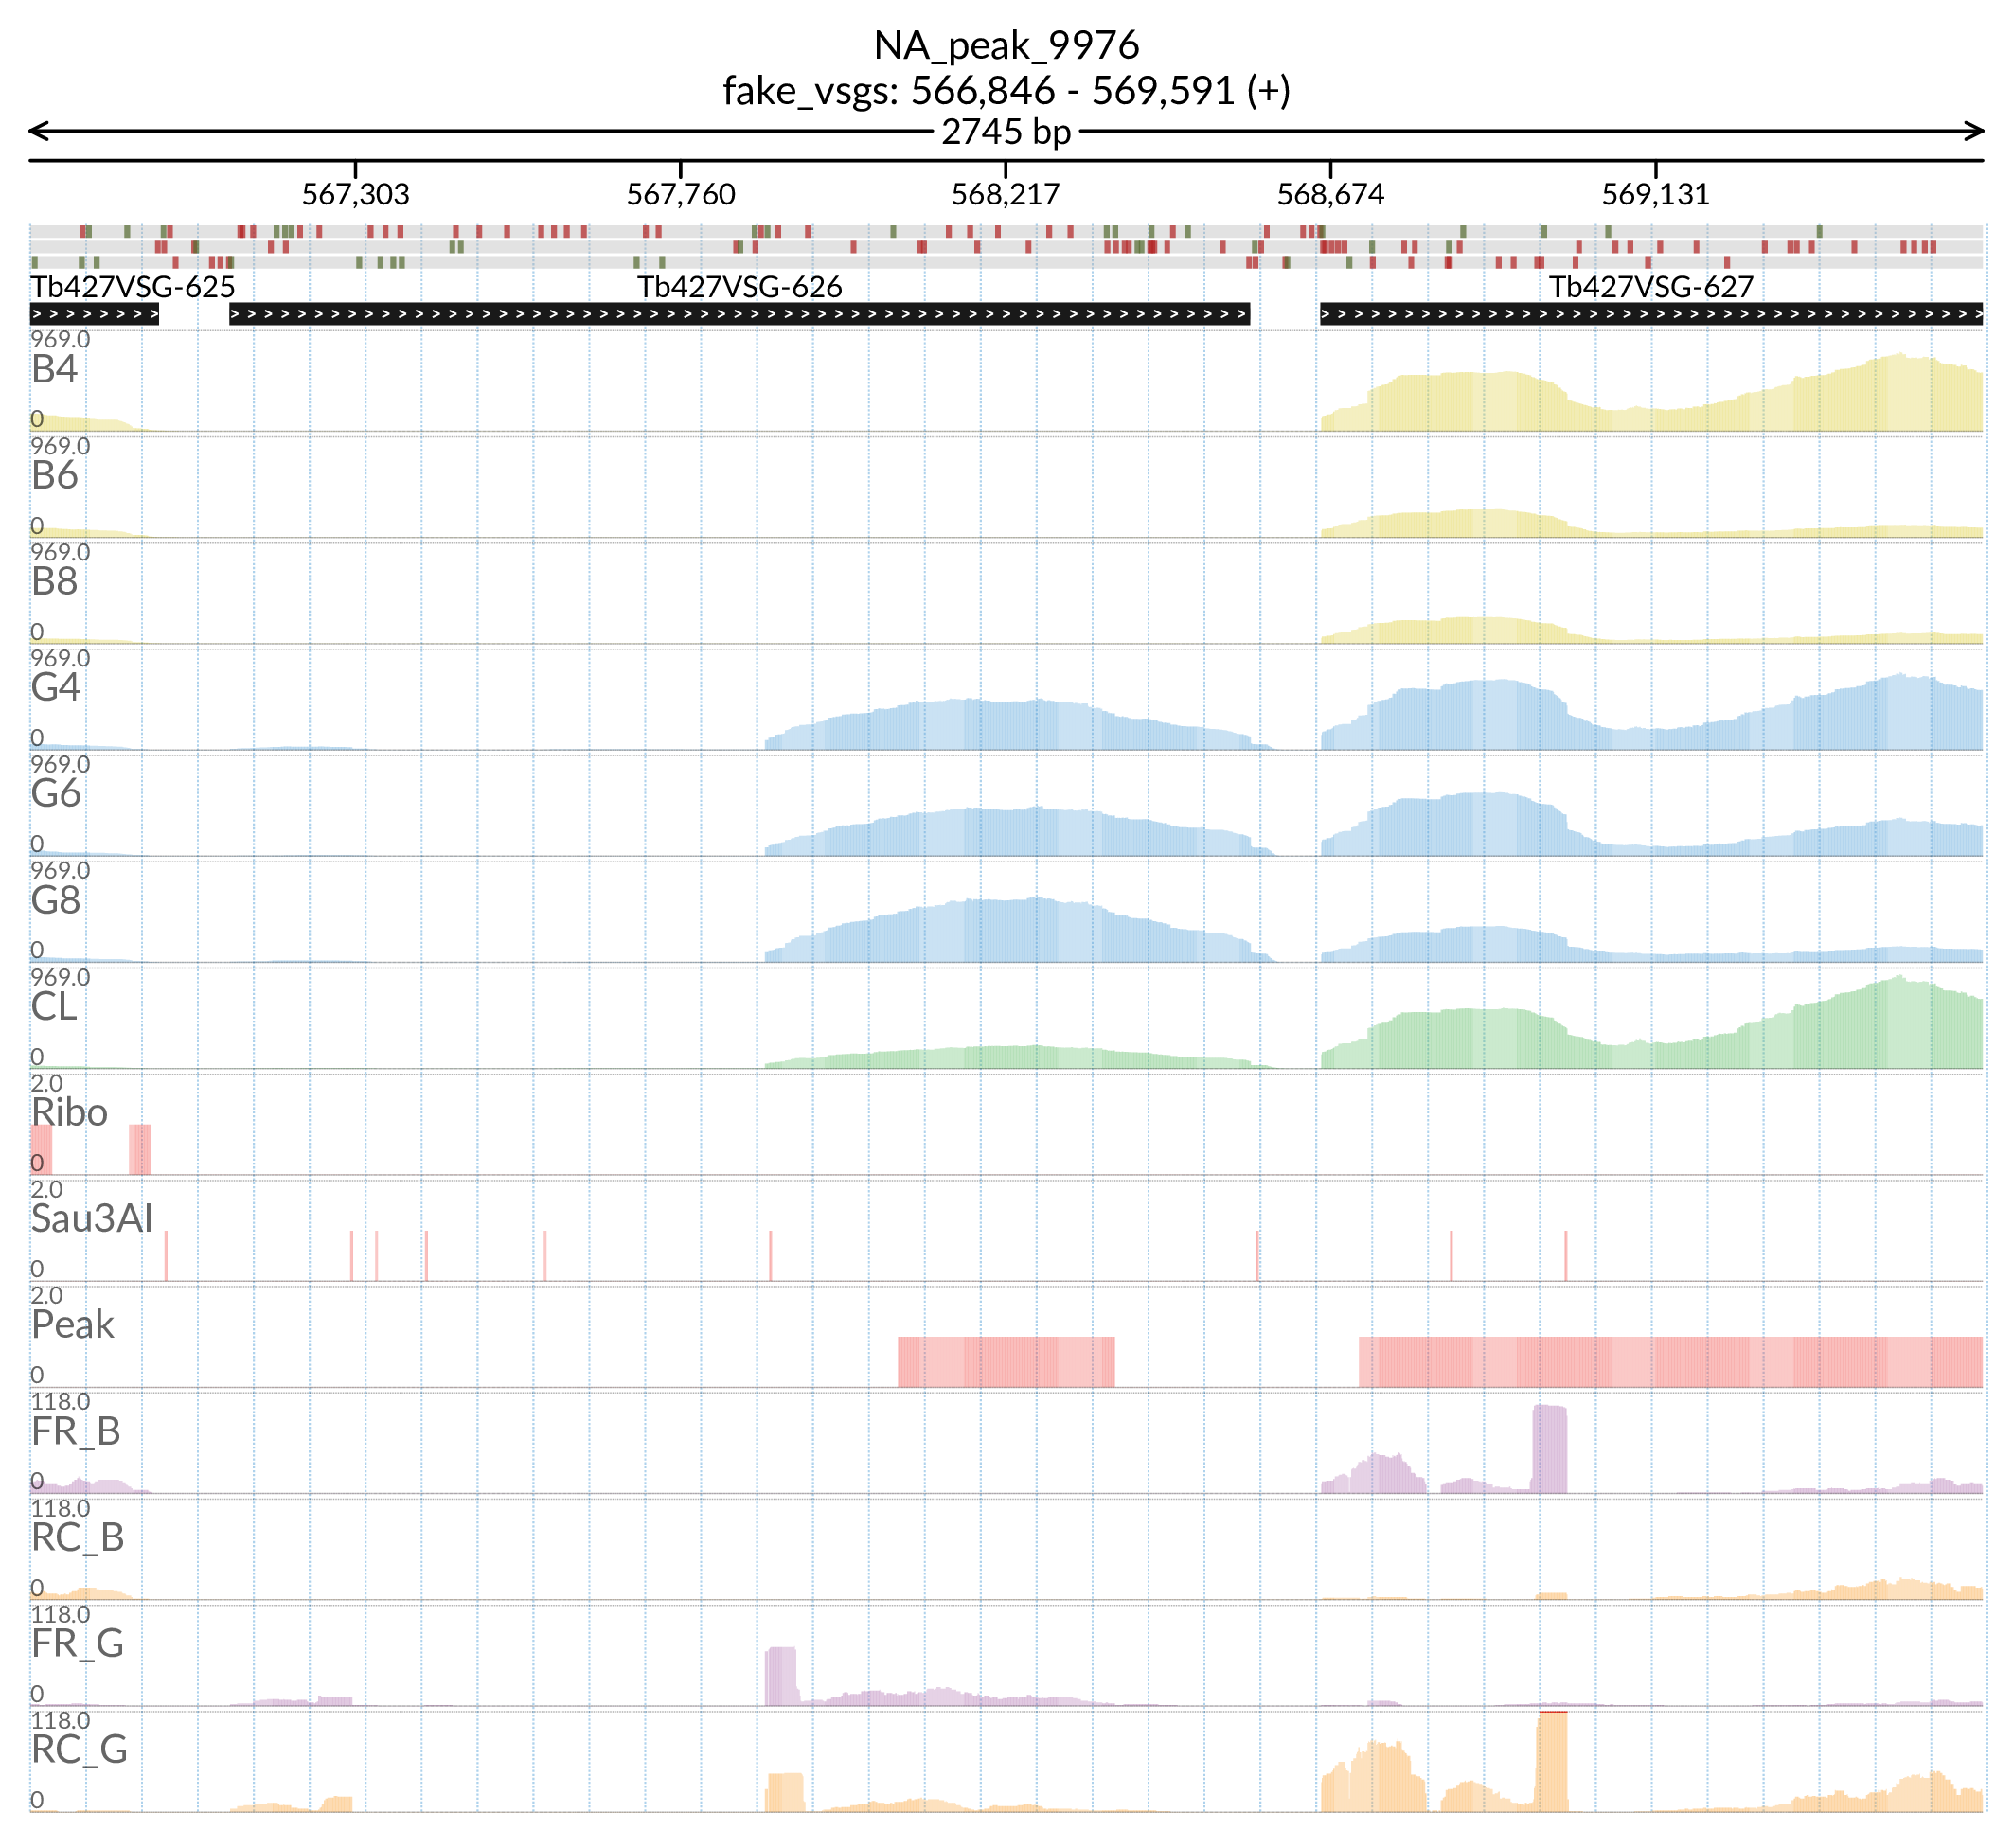 NA_peak_9976
fake_vsgs: 566,846 - 569,591 (+)
2745 bp
567,303 567,760 568,217 568,674 569,131
Tb427VSG-625 Tb427VSG-626 Tb427VSG-627
969.0
B4
0
969.0
B6
0
969.0
B8
0
969.0
G4
0
969.0
G6
0
969.0
G8
0
969.0
CL
0
2.0
Ribo
0
2.0
Sau3AI
0
2.0
Peak
0
118.0
FR_B
0
118.0
RC_B
0
118.0
FR_G
0
118.0
RC_G
0